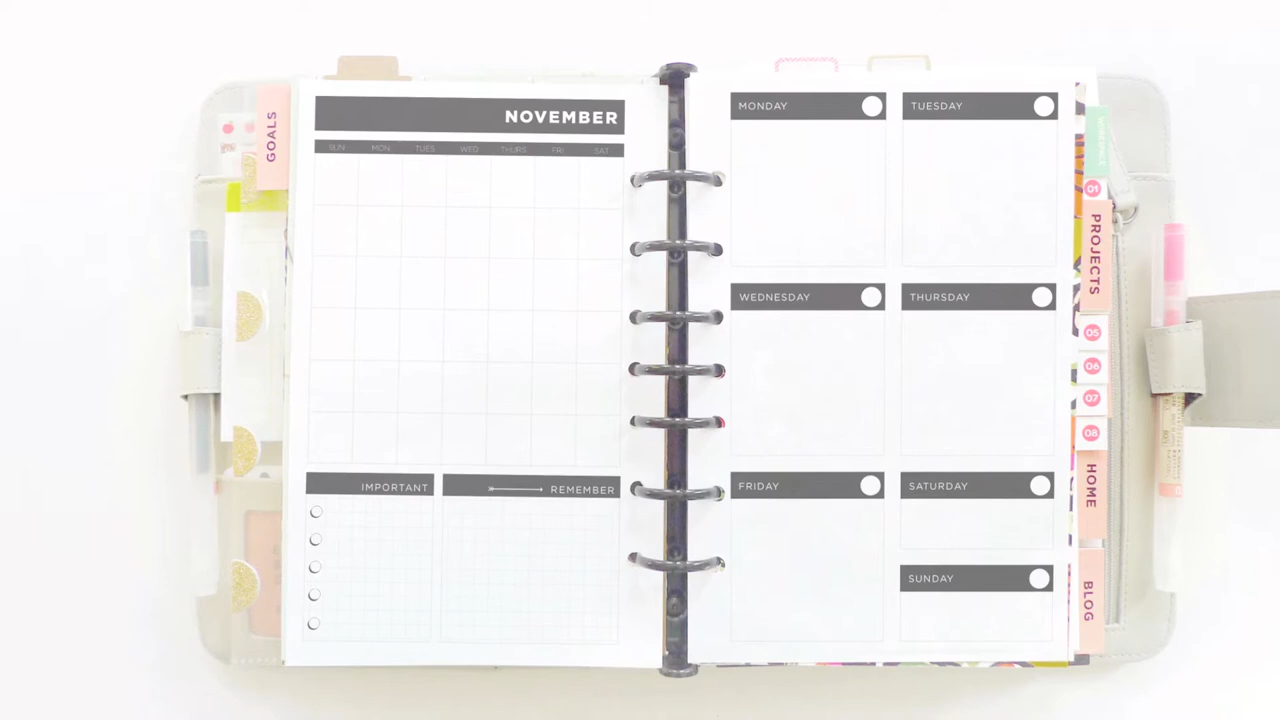 GOALS
NOVEMBER
SUN MON TUES WED THURS FRI SAT
IMPORTANT
REMEMBER
MONDAY
TUESDAY
WEDNESDAY
THURSDAY
FRIDAY
SATURDAY
SUNDAY
WORKSPACE
01
PROJECTS
05
06
07
08
HOME
BLOG